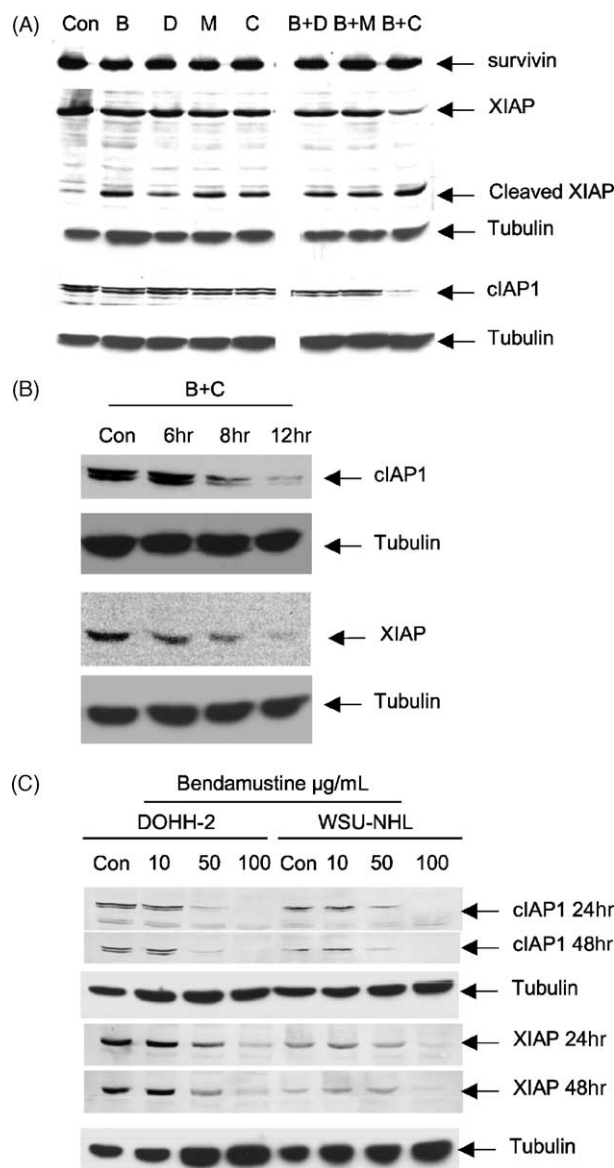 (A)
Con B D M C B+D B+M B+C
survivin
XIAP
Cleaved XIAP
Tubulin
cIAP1
Tubulin
(B)
B+C
Con 6hr 8hr 12hr
cIAP1
Tubulin
XIAP
Tubulin
(C)
Bendamustine µg/mL
DOHH-2 WSU-NHL
Con 10 50 100 Con 10 50 100
cIAP1 24hr
cIAP1 48hr
Tubulin
XIAP 24hr
XIAP 48hr
Tubulin